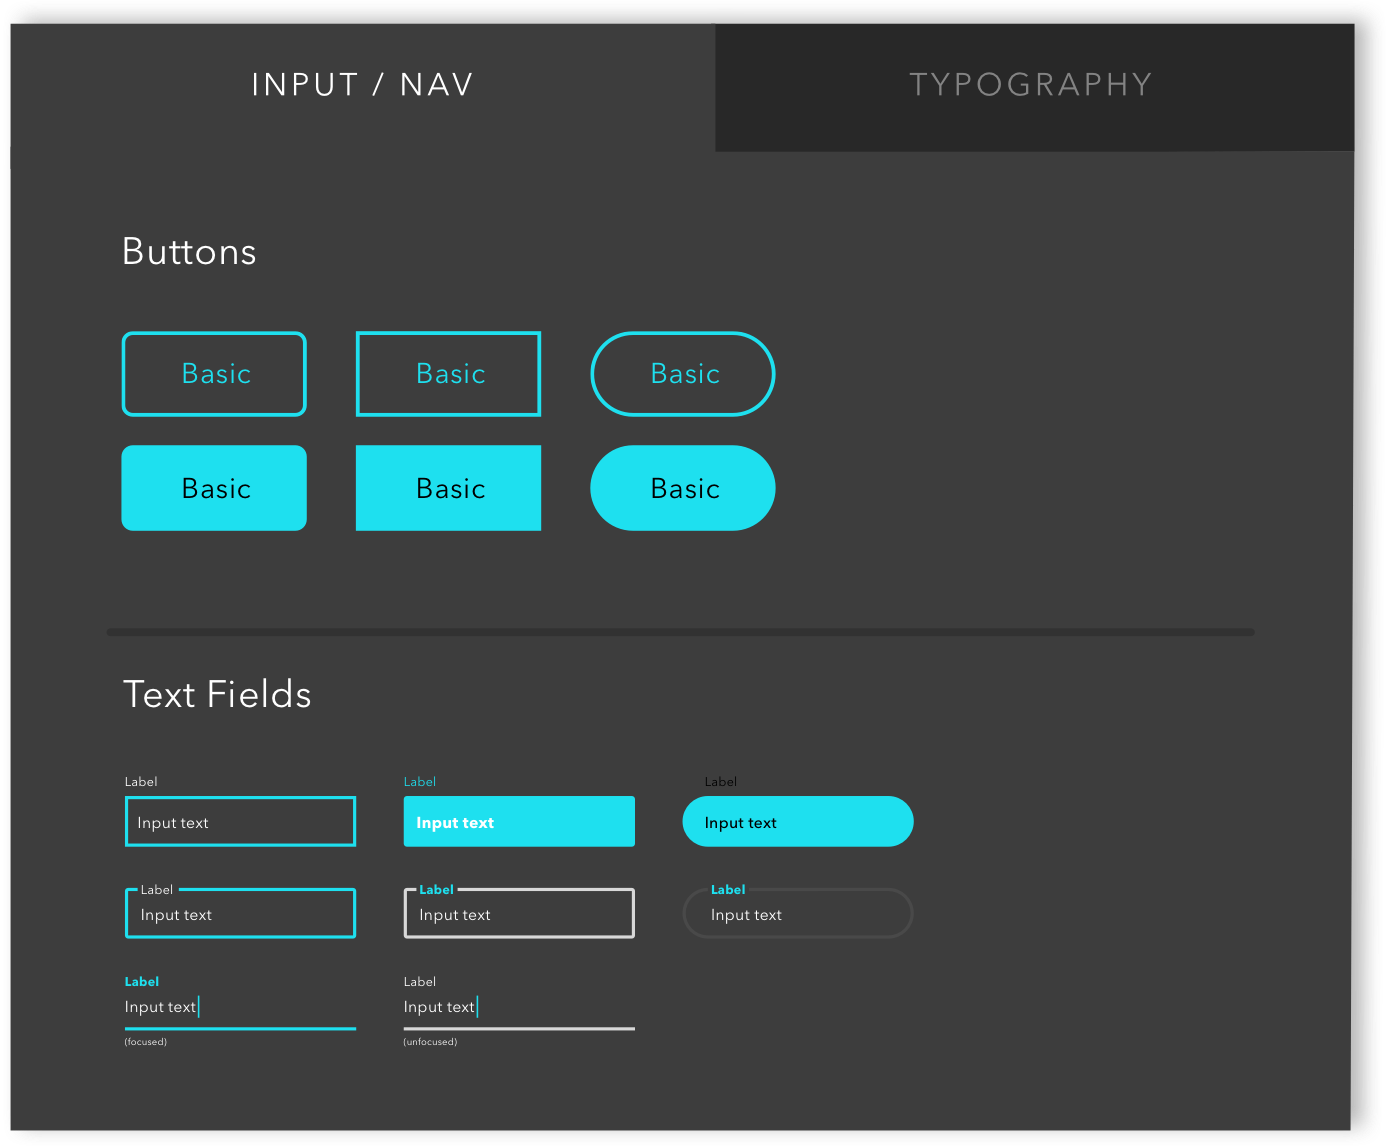 INPUT / NAV
TYPOGRAPHY
Buttons
Basic
Basic
Basic
Basic
Basic
Basic
Text Fields
Label
Label
Label
Input text
Input text
Input text
Label
Label
Label
Input text
Input text
Input text
Label
Label
Input text
Input text
(focused)
(unfocused)